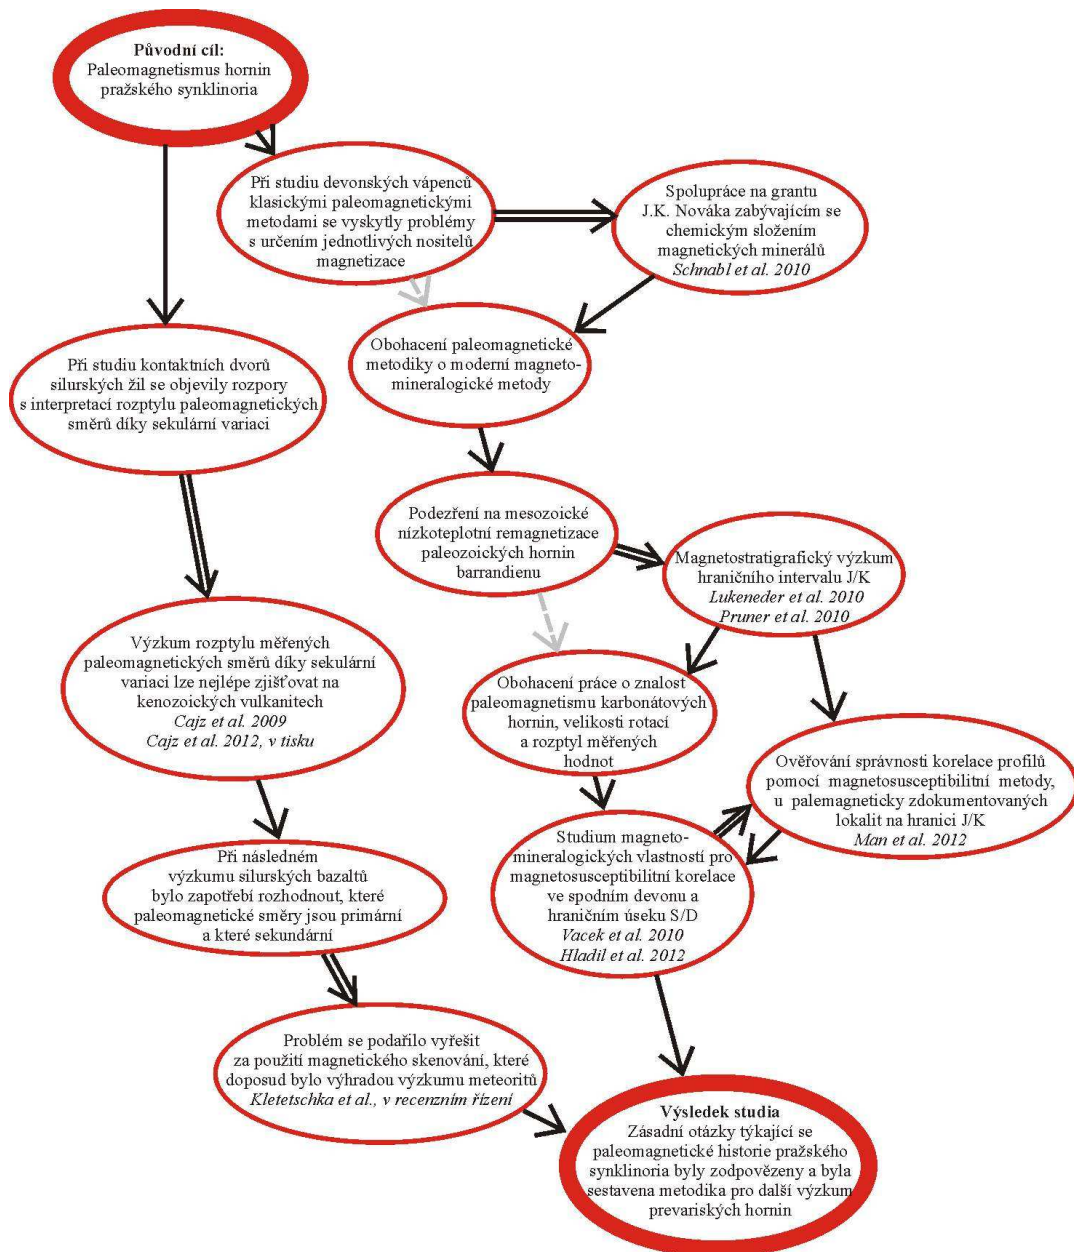 Původní cíl:
Paleomagnetismus hornin
pražského synklinoria
Při studiu devonských vápenců
klasickými paleomagnetickými
metodami se vyskytly problémy
s určením jednotlivých nositelů
magnetizace
Spolupráce na grantu
J.K. Nováka zabývajícím se
chemickým složením
magnetických minerálů
Schnabl et al. 2010
Obohacení paleomagnetické
metodiky o moderní magneto-
mineralogické metody
Při studiu kontaktních dvorů
silurských žil se objevily rozpory
s interpretací rozptylu paleomagnetických
směrů díky sekulární variaci
Podezření na mesozoické
nízkoteplotní remagnetizace
paleozoických hornin
barrandienu
Magnetostratigrafický výzkum
hraničního intervalu J/K
Lukeneder et al. 2010
Pruner et al. 2010
Výzkum rozptylu měřených
paleomagnetických směrů díky sekulární
variaci lze nejlépe zjišťovat na
kenozoických vulkanitech
Cajz et al. 2009
Cajz et al. 2012, v tisku
Obohacení práce o znalost
paleomagnetismu karbonátových
hornin, velikosti rotací
a rozptyl měřených
hodnot
Ověřování správnosti korelace profilů
pomocí magnetosusceptibilitní metody,
u palemagneticky zdokumentovaných
lokalit na hranici J/K
Man et al. 2012
Studium magneto-
mineralogických vlastností pro
magnetosusceptibilitní korelace
ve spodním devonu a
hraničním úseku S/D
Vacek et al. 2010
Hladil et al. 2012
Při následném
výzkumu silurských bazaltů
bylo zapotřebí rozhodnout, které
paleomagnetické směry jsou primární
a které sekundární
Problém se podařilo vyřešit
za použití magnetického skenování, které
doposud bylo výhradou výzkumu meteoritů
Kletetschka et al., v recenzním řízení
Výsledek studia
Zásadní otázky týkající se
paleomagnetické historie pražského
synklinoria byly zodpovězeny a byla
sestavena metodika pro další výzkum
prevariských hornin